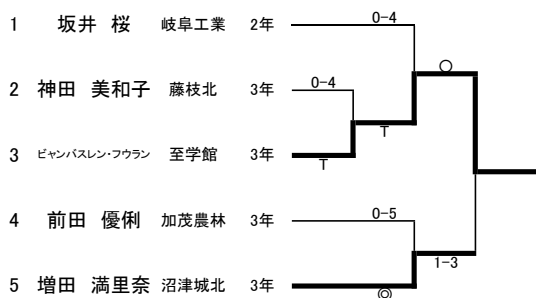 1 坂井 桜 岐阜工業 2年 0-4
2 神田 美和子 藤枝北 3年 0-4
○
T
3 ビャンバスレン・フウラン 至学館 3年 T
4 前田 優俐 加茂農林 3年 0-5
1-3
5 増田 満里奈 沼津城北 3年 ◎